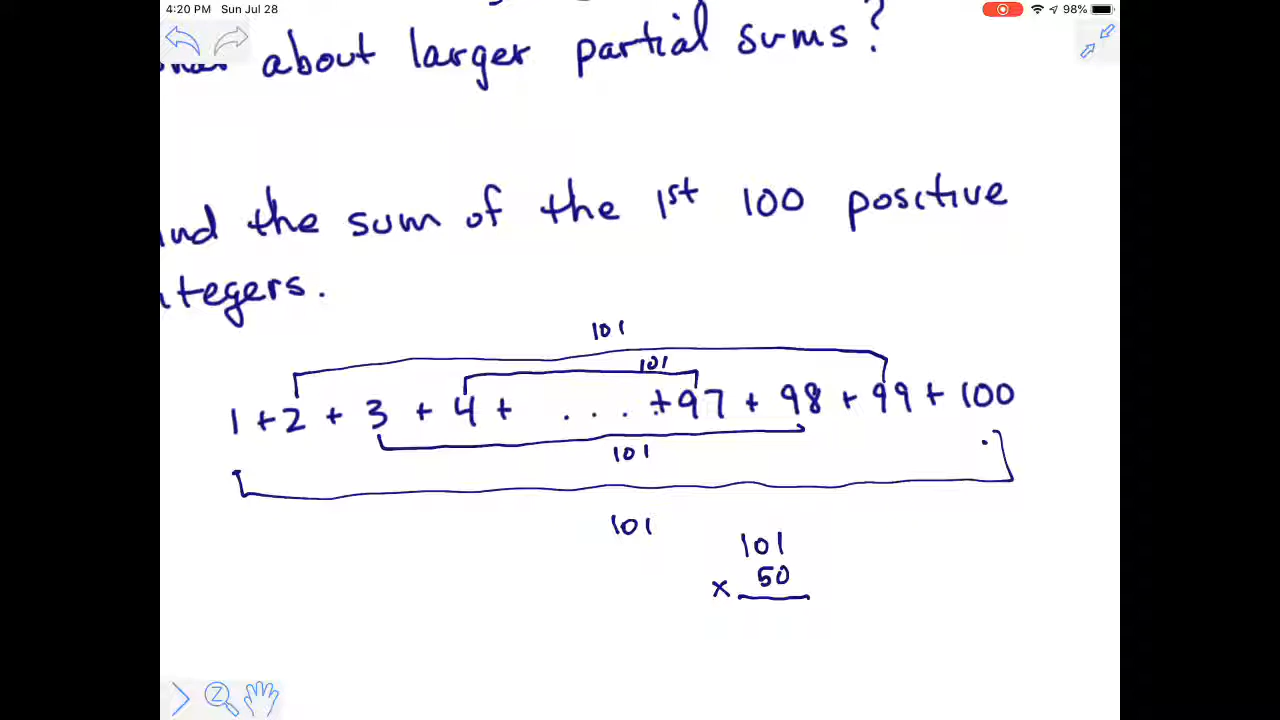 4:20 PM Sun Jul 28 98%
about larger partial sums?
ind the sum of the 1st 100 positive
ntegers.
101
101
1 + 2 + 3 + 4 + . . . . + 97 + 98 + 99 + 100
101
101
101
× 50
Z